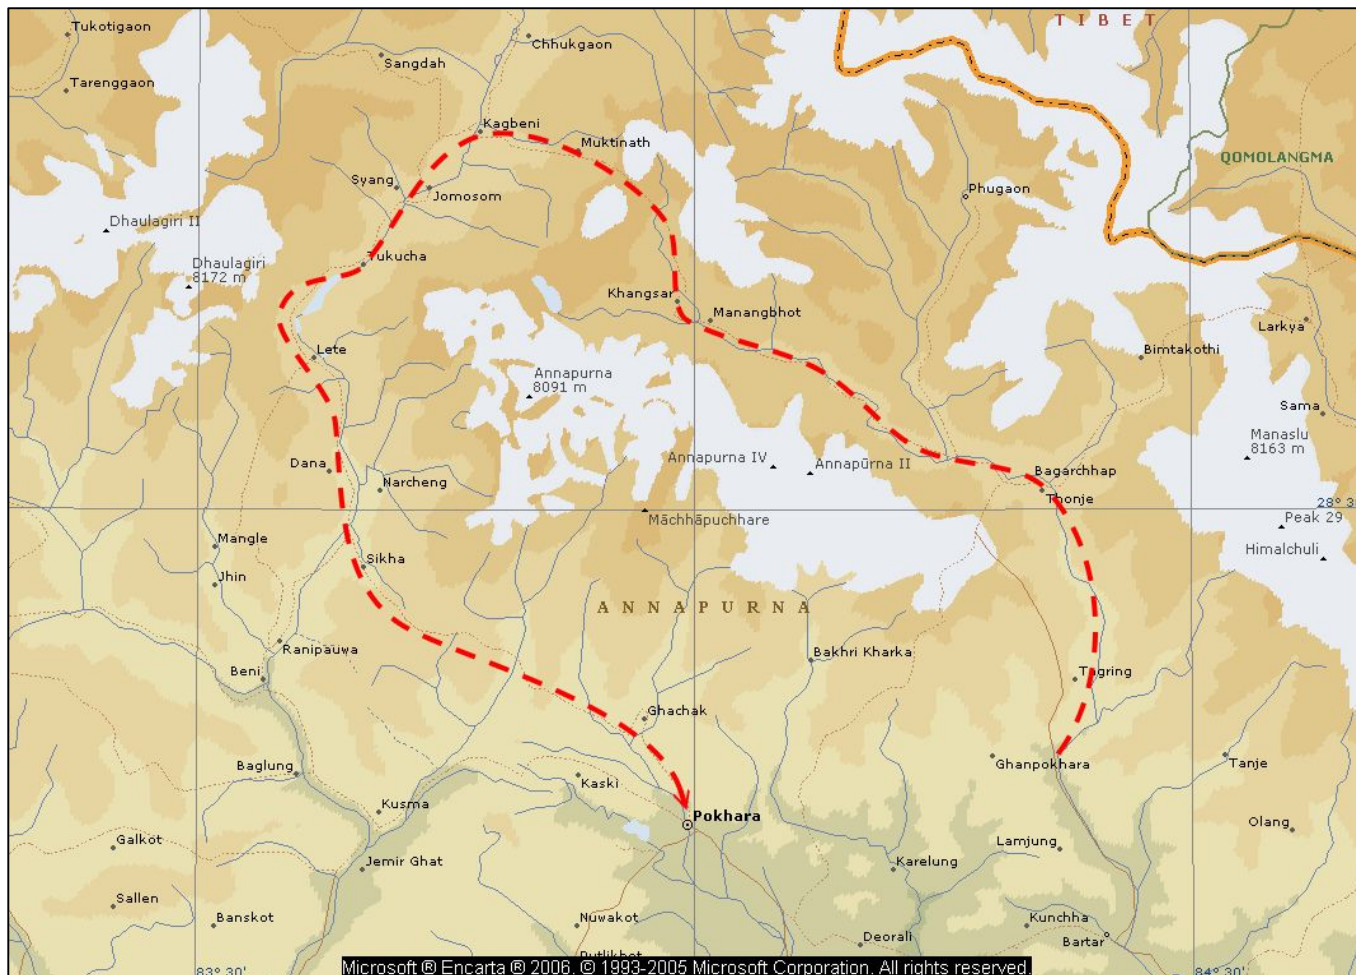 TIBET
Tukotigaon
Chhukgaon
Sangdah
Tarenggaon
Kagbeni
Muktinath
QOMOLANGMA
Syang
Jomosom
Phugaon
Dhaulagiri II
Tukucha
Dhaulagiri
8172 m
Khangsar
Manangbhot
Larkya
Lete
Bimtakothi
Annapurna
8091 m
Sama
Manaslu
8163 m
Dana
Annapurna IV
Annapūrna II
Bagarchhap
Narcheng
Thonje
28° 3
Māchhāpuchhare
Peak 29
Mangle
Himalchuli
Sikha
Jhin
ANNAPURNA
Ranipauwa
Bakhri Kharka
Beni
Tagring
Ghachak
Ghanpokhara
Tanje
Baglung
Kaski
Kusma
Pokhara
Olang
Galkot
Lamjung
Jemir Ghat
Karelung
Sallen
Banskot
Nuwakot
Kunchha
Deorali
Bartar
Putlikhet
83° 30'
84° 30'
Microsoft ® Encarta ® 2006. © 1993-2005 Microsoft Corporation. All rights reserved.